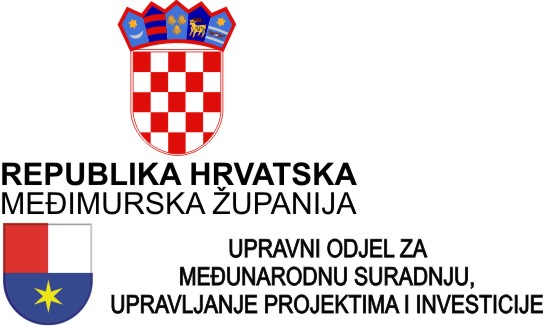 REPUBLIKA HRVATSKA
MEĐIMURSKA ŽUPANIJA
UPRAVNI ODJEL ZA
MEĐUNARODNU SURADNJU,
UPRAVLJANJE PROJEKTIMA I INVESTICIJE